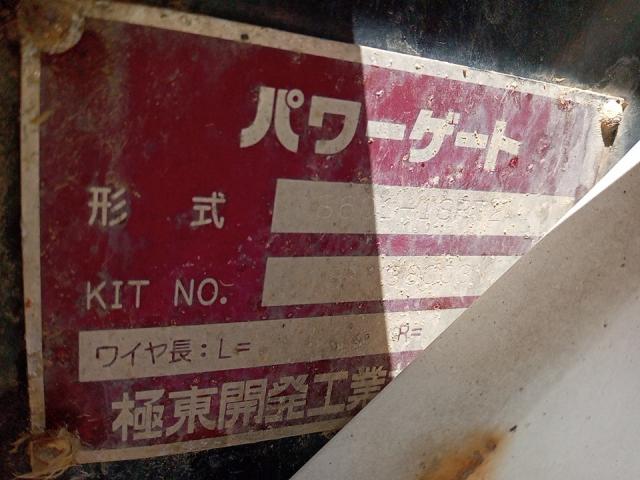 パワーゲート
形 式
KIT NO.
ワイヤ長:L= R=
極東開発工業